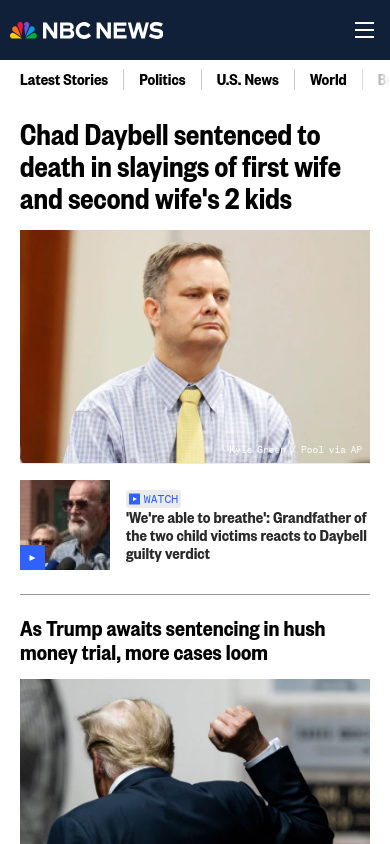 NBC NEWS
Latest Stories
Politics
U.S. News
World
Chad Daybell sentenced to
death in slayings of first wife
and second wife's 2 kids
Kyle Green / Pool via AP
WATCH
'We're able to breathe': Grandfather of
the two child victims reacts to Daybell
guilty verdict
As Trump awaits sentencing in hush
money trial, more cases loom